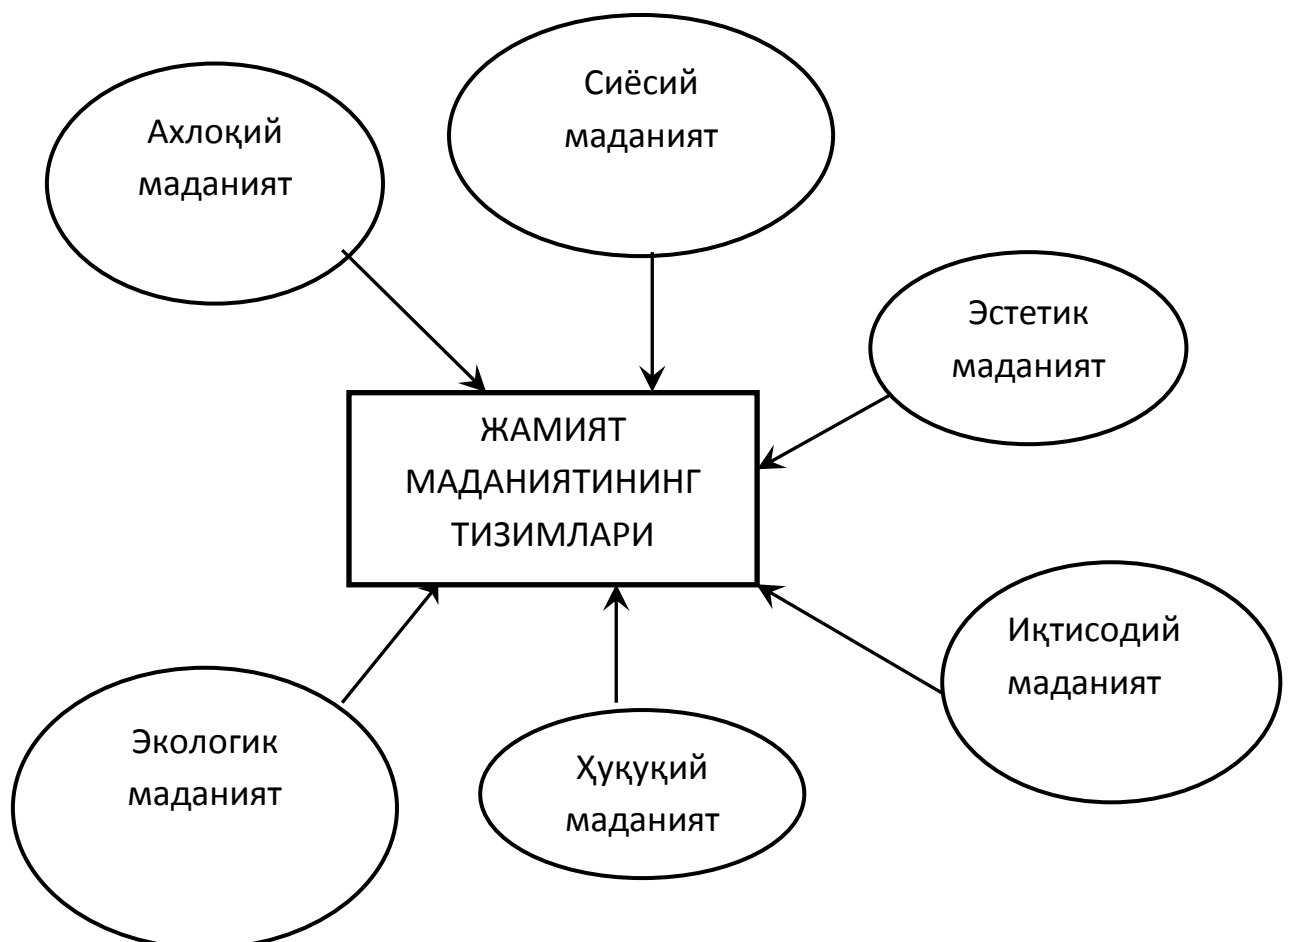 Сиёсий
маданият
Ахлоқий
маданият
Эстетик
маданият
ЖАМИЯТ
МАДАНИЯТИНИНГ
ТИЗИМЛАРИ
Иқтисодий
маданият
Экологик
маданият
Ҳуқуқий
маданият